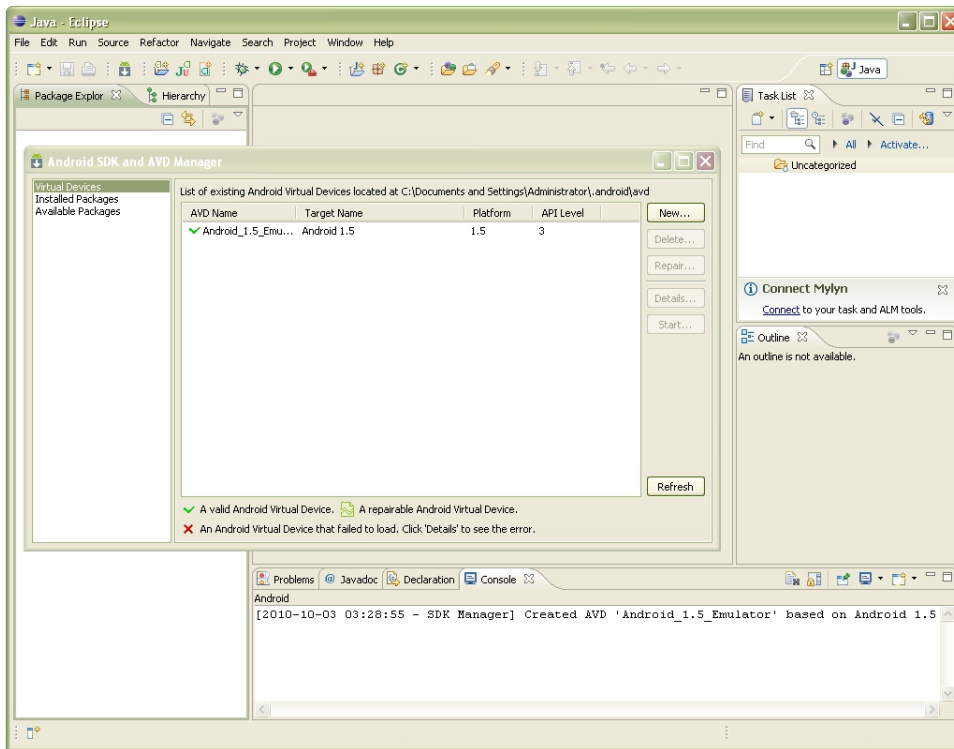 Java - Eclipse
File Edit Run Source Refactor Navigate Search Project Window Help
Java
Package Explor
Hierarchy
Task List
Find
All
Activate...
Uncategorized
Android SDK and AVD Manager
Virtual Devices
Installed Packages
Available Packages
List of existing Android Virtual Devices located at C:\Documents and Settings\Administrator\.android\avd
AVD Name Target Name Platform API Level
Android_1.5_Emu... Android 1.5 1.5 3
New...
Delete...
Repair...
Details...
Start...
Refresh
A valid Android Virtual Device. A repairable Android Virtual Device.
An Android Virtual Device that failed to load. Click 'Details' to see the error.
Connect Mylyn
Connect to your task and ALM tools.
Outline
An outline is not available.
Problems @ Javadoc Declaration Console
Android
[2010-10-03 03:28:55 - SDK Manager] Created AVD 'Android_1.5_Emulator' based on Android 1.5